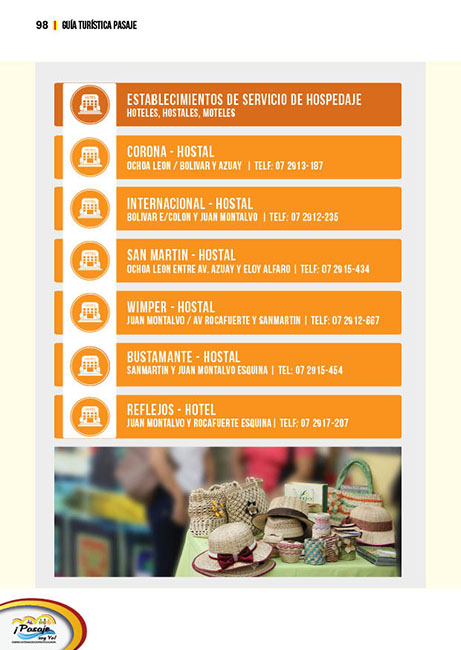 98 | GUÍA TURÍSTICA PASAJE
ESTABLECIMIENTOS DE SERVICIO DE HOSPEDAJE
HOTELES, HOSTALES, MOTELES
CORONA - HOSTAL
OCHOA LEON / BOLIVAR Y AZUAY | TELF: 07 2913-187
INTERNACIONAL - HOSTAL
BOLIVAR E/COLON Y JUAN MONTALVO | TELF: 07 2912-235
SAN MARTIN - HOSTAL
OCHOA LEON ENTRE AV. AZUAY Y ELOY ALFARO | TELF: 07 2915-434
WIMPER - HOSTAL
JUAN MONTALVO / AV ROCAFUERTE Y SANMARTIN | TELF: 07 2912-667
BUSTAMANTE - HOSTAL
SANMARTIN Y JUAN MONTALVO ESQUINA | TEL: 07 2915-454
REFLEJOS - HOTEL
JUAN MONTALVO Y ROCAFUERTE ESQUINA | TELF: 07 2917-207
¡Pasaje
soy Yo!